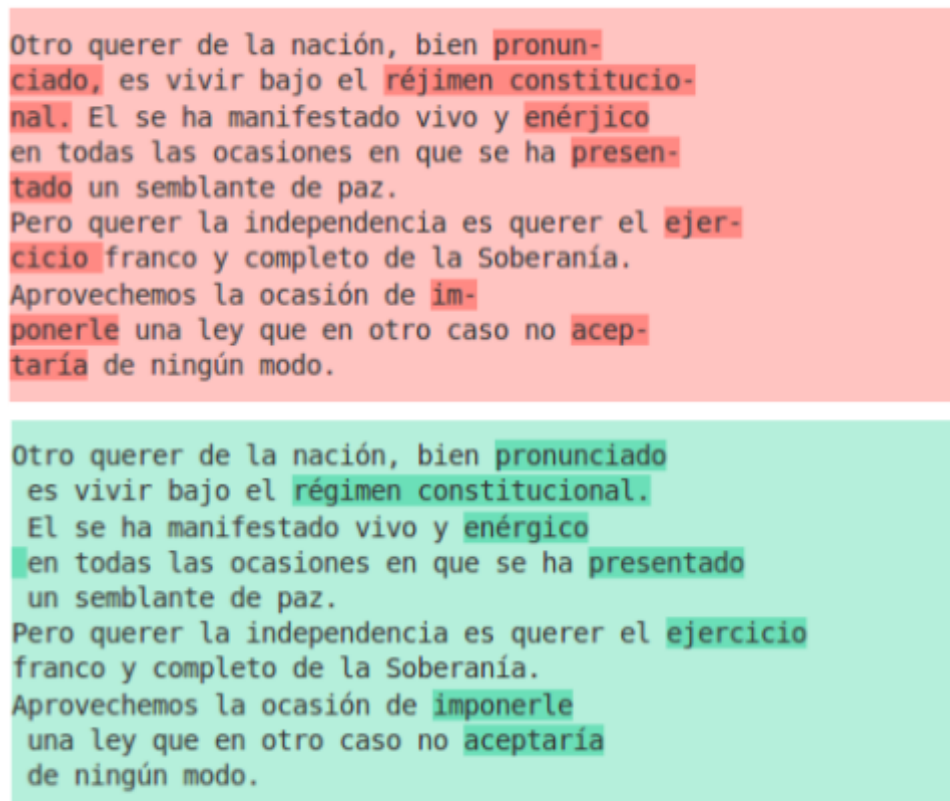 Otro querer de la nación, bien pronun-
ciado, es vivir bajo el réjimen constitucio-
nal. El se ha manifestado vivo y enérjico
en todas las ocasiones en que se ha presen-
tado un semblante de paz.
Pero querer la independencia es querer el ejer-
cicio franco y completo de la Soberanía.
Aprovechemos la ocasión de im-
ponerle una ley que en otro caso no acep-
taría de ningún modo.
Otro querer de la nación, bien pronunciado
es vivir bajo el régimen constitucional.
El se ha manifestado vivo y enérgico
en todas las ocasiones en que se ha presentado
un semblante de paz.
Pero querer la independencia es querer el ejercicio
franco y completo de la Soberanía.
Aprovechemos la ocasión de imponerle
una ley que en otro caso no aceptaría
de ningún modo.